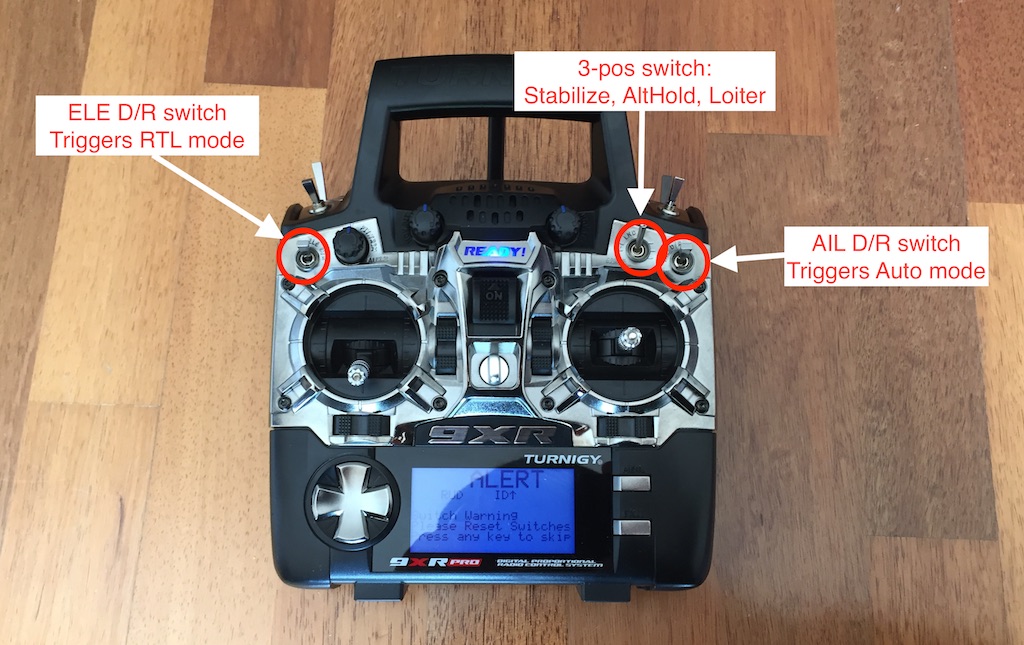 3-pos switch:
Stabilize, AltHold, Loiter
ELE D/R switch
Triggers RTL mode
AIL D/R switch
Triggers Auto mode
READY!
ON
9XR
TURNIGY
ALERT
ID↑
Switch Warning
Please Reset Switches
Press any key to skip
9XR PRO
DIGITAL PROPORTIONAL
RADIO CONTROL SYSTEM